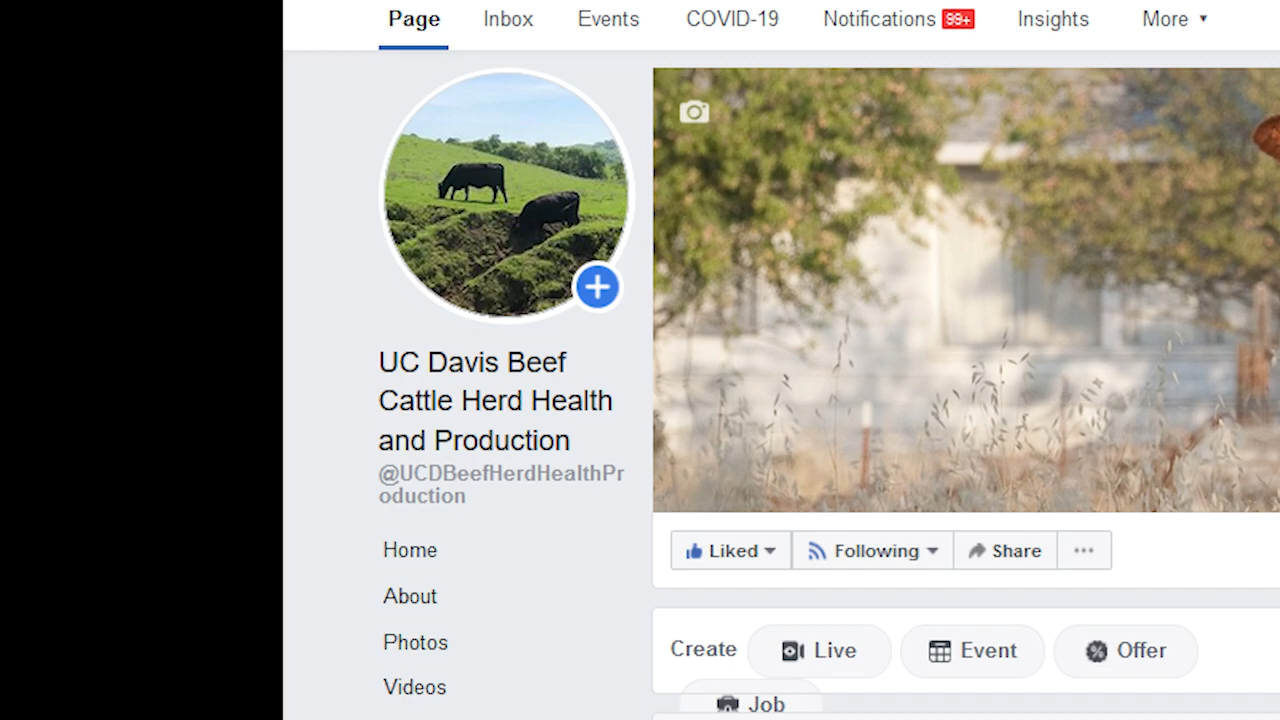 Page Inbox Events COVID-19 Notifications 99+ Insights More
UC Davis Beef
Cattle Herd Health
and Production
@UCDBeefHerdHealthPr
oduction
Home
About
Photos
Videos
Liked Following Share
Create Live Event Offer
Job